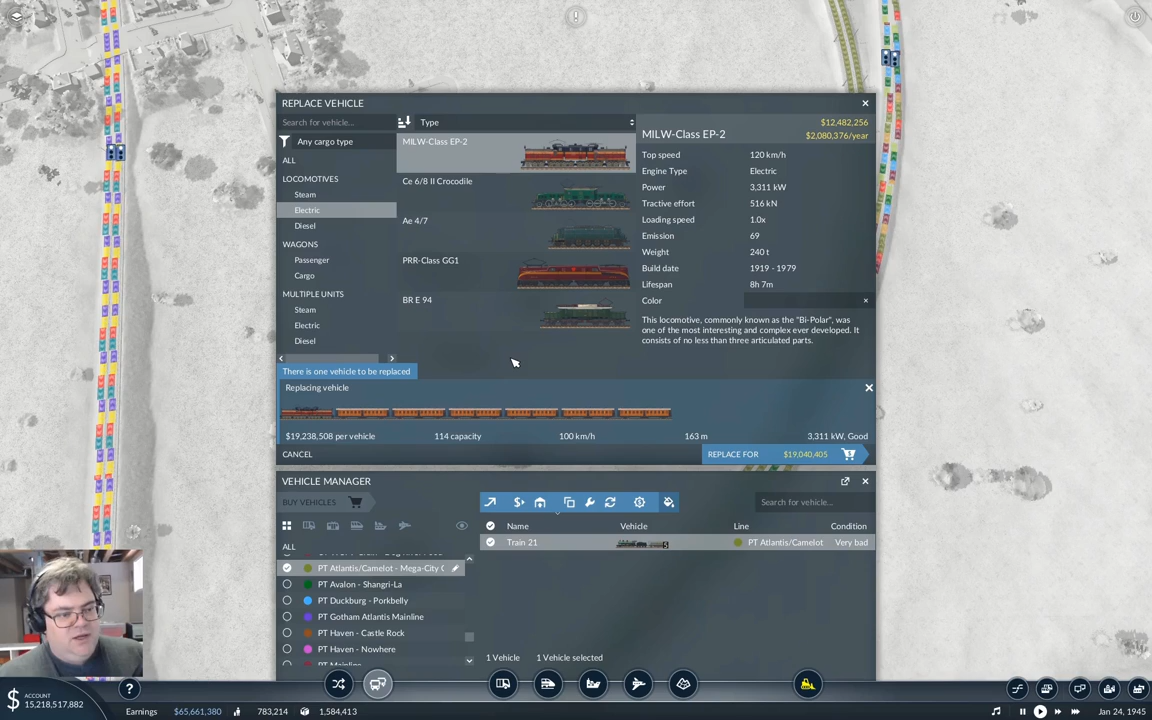 REPLACE VEHICLE
Search for vehicle...
Type
Any cargo type
ALL
LOCOMOTIVES
Steam
Electric
Diesel
WAGONS
Passenger
Cargo
MULTIPLE UNITS
Steam
Electric
Diesel
MILW-Class EP-2
Ce 6/8 II Crocodile
Ae 4/7
PRR-Class GG1
BR E 94
$12,482,256
MILW-Class EP-2
$2,080,376/year
Top speed 120 km/h
Engine Type Electric
Power 3,311 kW
Tractive effort 516 kN
Loading speed 1.0x
Emission 69
Weight 240 t
Build date 1919 - 1979
Lifespan 8h 7m
Color
This locomotive, commonly known as the "Bi-Polar", was
one of the most interesting and complex ever developed. It
consists of no less than three articulated parts.
There is one vehicle to be replaced
Replacing vehicle
$19,238,508 per vehicle 114 capacity 100 km/h 163 m 3,311 kW, Good
CANCEL
REPLACE FOR $19,040,405
VEHICLE MANAGER
BUY VEHICLES
Search for vehicle...
Name Vehicle Line Condition
Train 21 5 PT Atlantis/Camelot Very bad
ALL
PT Atlantis/Camelot - Mega-City
PT Avalon - Shangri-La
PT Duckburg - Porkbelly
PT Gotham Atlantis Mainline
PT Haven - Castle Rock
PT Haven - Nowhere
PT Mainline
1 Vehicle 1 Vehicle selected
$ ACCOUNT
15,218,517,882
?
Earnings $65,661,380 783,214 1,584,413
Jan 24, 1945